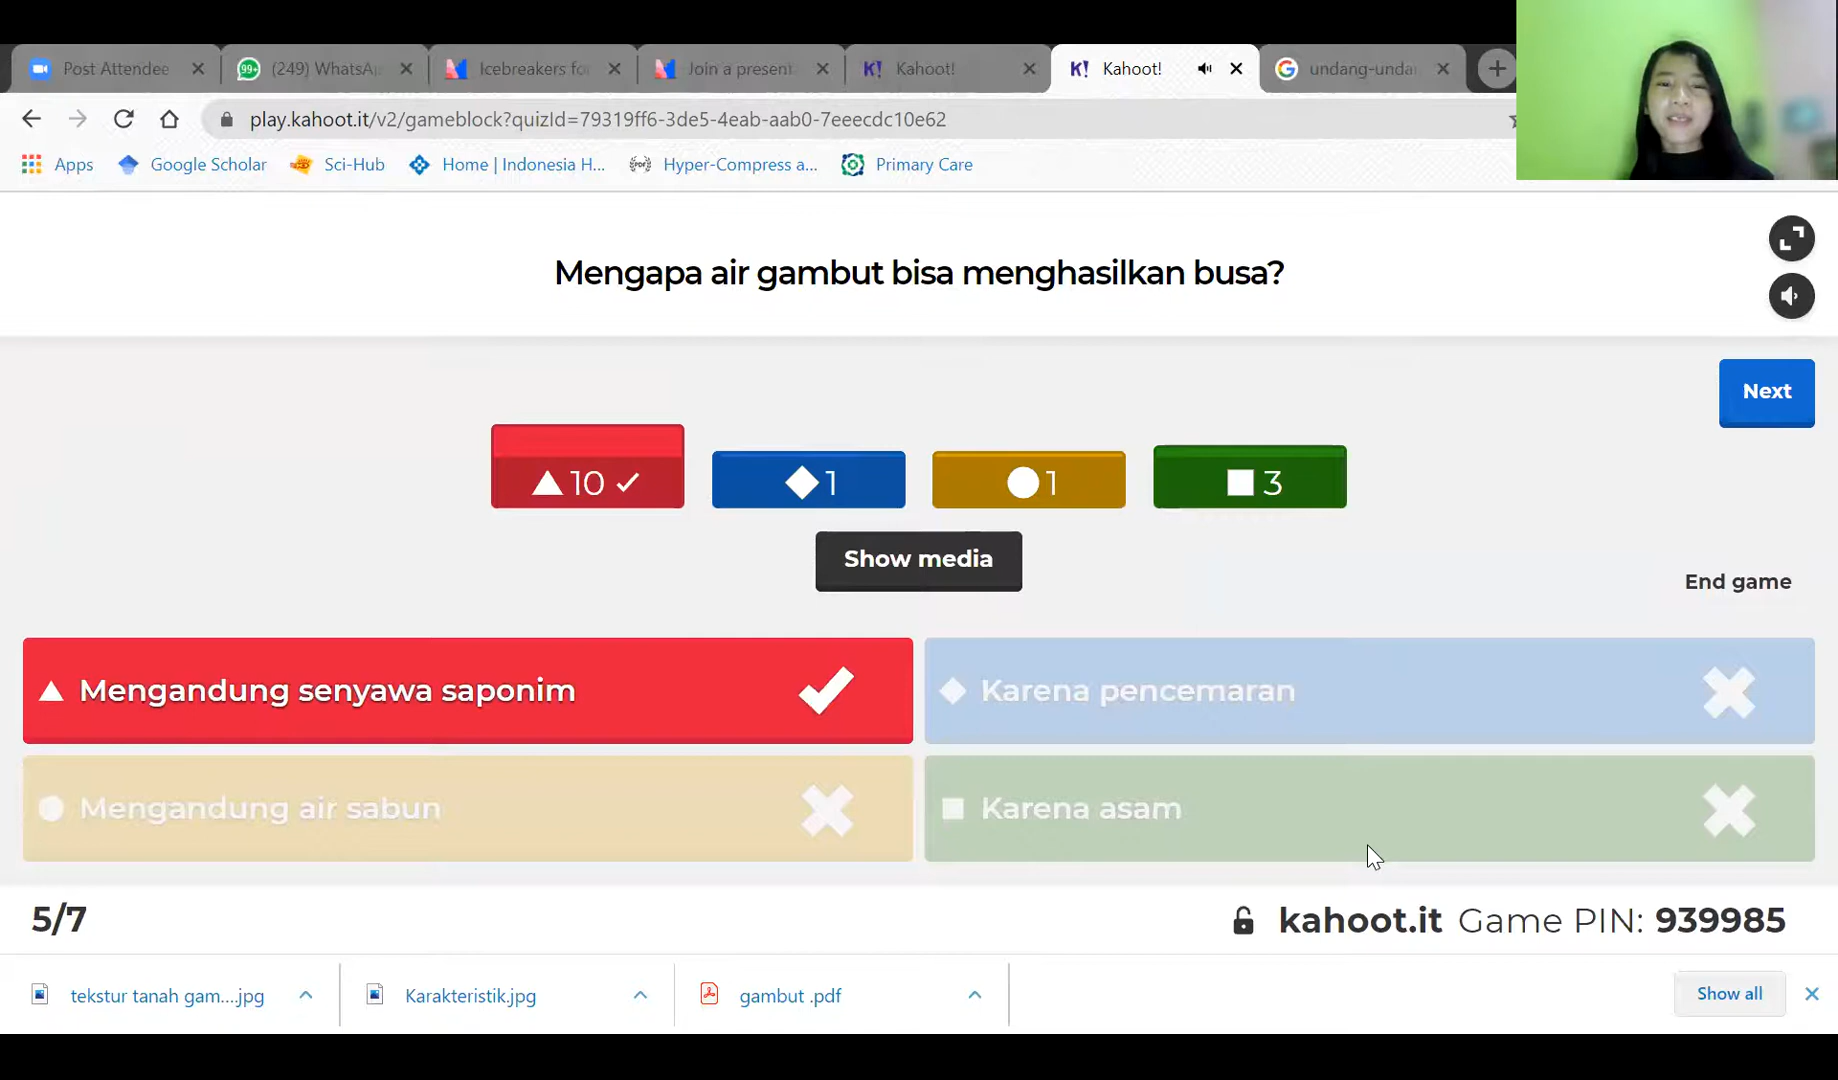 Post Attendee
(249) WhatsA
Icebreakers fo
Join a present
Kahoot!
Kahoot!
undang-unda
play.kahoot.it/v2/gameblock?quizId=79319ff6-3de5-4eab-aab0-7eeecdc10e62
Apps
Google Scholar
Sci-Hub
Home | Indonesia H...
Hyper-Compress a...
Primary Care
Mengapa air gambut bisa menghasilkan busa?
Next
10
1
1
3
Show media
End game
Mengandung senyawa saponim
Karena pencemaran
Mengandung air sabun
Karena asam
5/7
kahoot.it Game PIN: 939985
tekstur tanah gam....jpg
Karakteristik.jpg
gambut .pdf
Show all